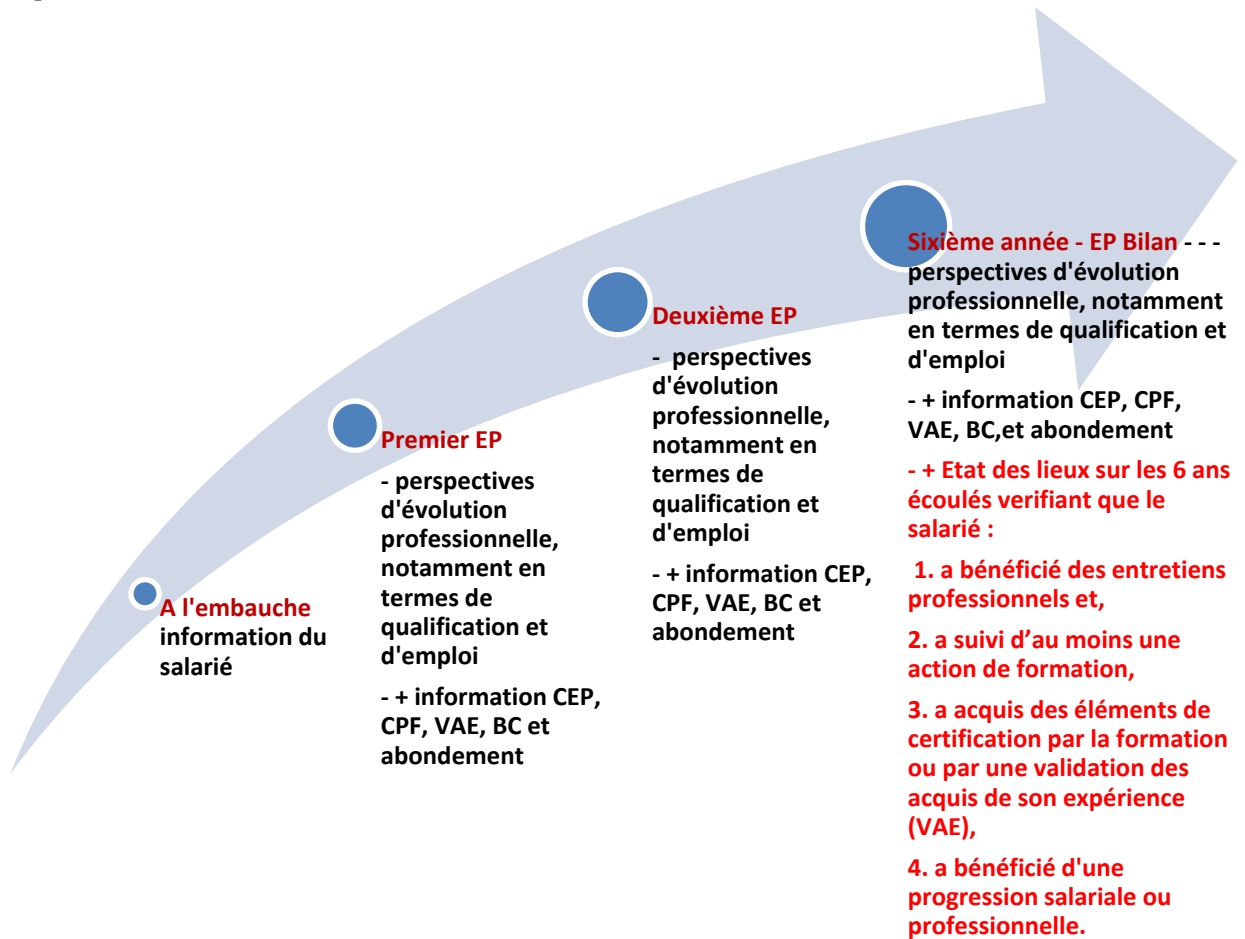 A l'embauche
information du
salarié
Premier EP
- perspectives
d'évolution
professionnelle,
notamment en
termes de
qualification et
d'emploi
- + information CEP,
CPF, VAE, BC et
abondement
Deuxième EP
-  perspectives
d'évolution
professionnelle,
notamment en
termes de
qualification et
d'emploi
- + information CEP,
CPF, VAE, BC et
abondement
Sixième année - EP Bilan - - -
perspectives d'évolution
professionnelle, notamment
en termes de qualification et
d'emploi
- + information CEP, CPF,
VAE, BC,et abondement
- + Etat des lieux sur les 6 ans
écoulés verifiant que le
salarié :
1. a bénéficié des entretiens
professionnels et,
2. a suivi d’au moins une
action de formation,
3. a acquis des éléments de
certification par la formation
ou par une validation des
acquis de son expérience
(VAE),
4. a bénéficié d'une
progression salariale ou
professionnelle.